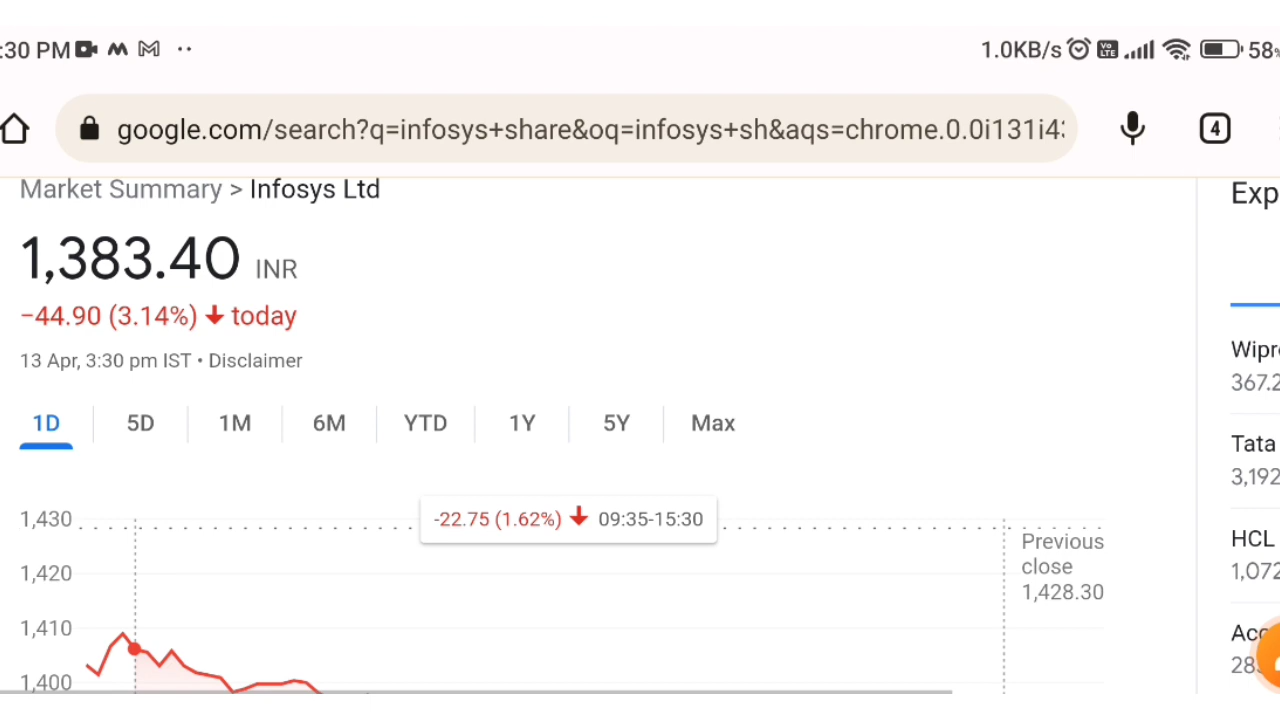 :30 PM
1.0KB/s Vo LTE 58%
google.com/search?q=infosys+share&oq=infosys+sh&aqs=chrome.0.0i131i43
4
Market Summary > Infosys Ltd
1,383.40 INR
−44.90 (3.14%) today
13 Apr, 3:30 pm IST • Disclaimer
1D 5D 1M 6M YTD 1Y 5Y Max
-22.75 (1.62%) 09:35-15:30
1,430
1,420
1,410
1,400
Previous
close
1,428.30
Exp
Wipr
367.2
Tata
3,192
HCL
1,072
Acc
28